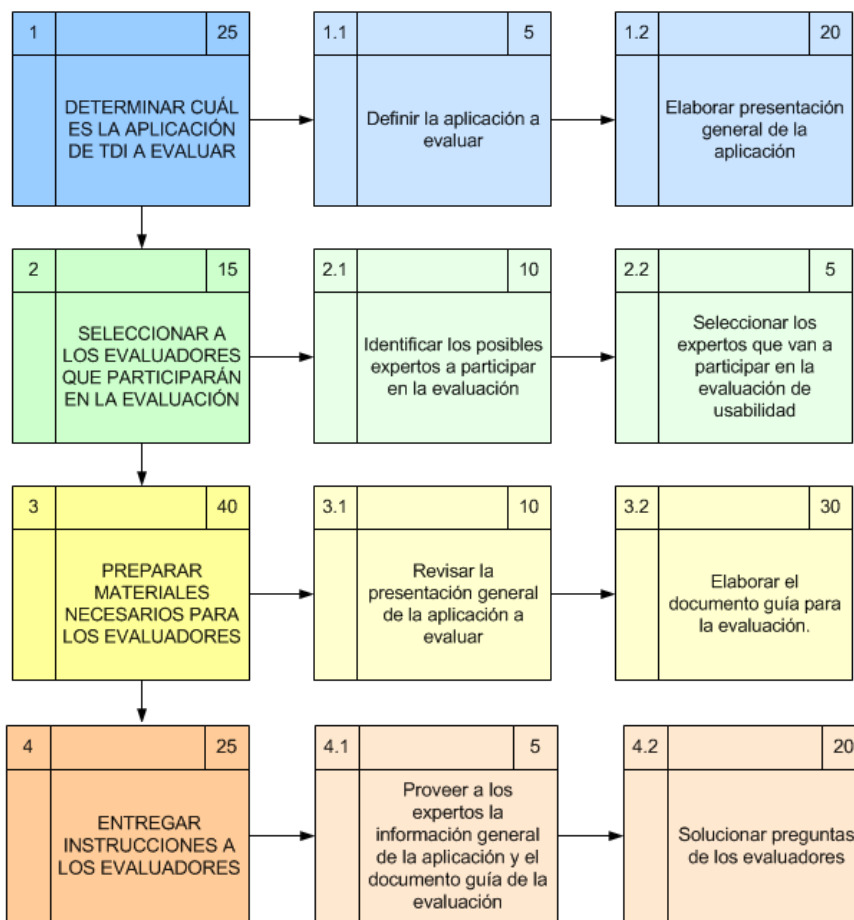 1 25
DETERMINAR CUÁL
ES LA APLICACIÓN
DE TDI A EVALUAR
1.1 5
Definir la aplicación a
evaluar
1.2 20
Elaborar presentación
general de la
aplicación
2 15
SELECCIONAR A
LOS EVALUADORES
QUE PARTICIPARÁN
EN LA EVALUACIÓN
2.1 10
Identificar los posibles
expertos a participar
en la evaluación
2.2 5
Seleccionar los
expertos que van a
participar en la
evaluación de
usabilidad
3 40
PREPARAR
MATERIALES
NECESARIOS PARA
LOS EVALUADORES
3.1 10
Revisar la
presentación general
de la aplicación a
evaluar
3.2 30
Elaborar el
documento guía para
la evaluación.
4 25
ENTREGAR
INSTRUCCIONES A
LOS EVALUADORES
4.1 5
Proveer a los
expertos la
información general
de la aplicación y el
documento guía de la
evaluación
4.2 20
Solucionar preguntas
de los evaluadores